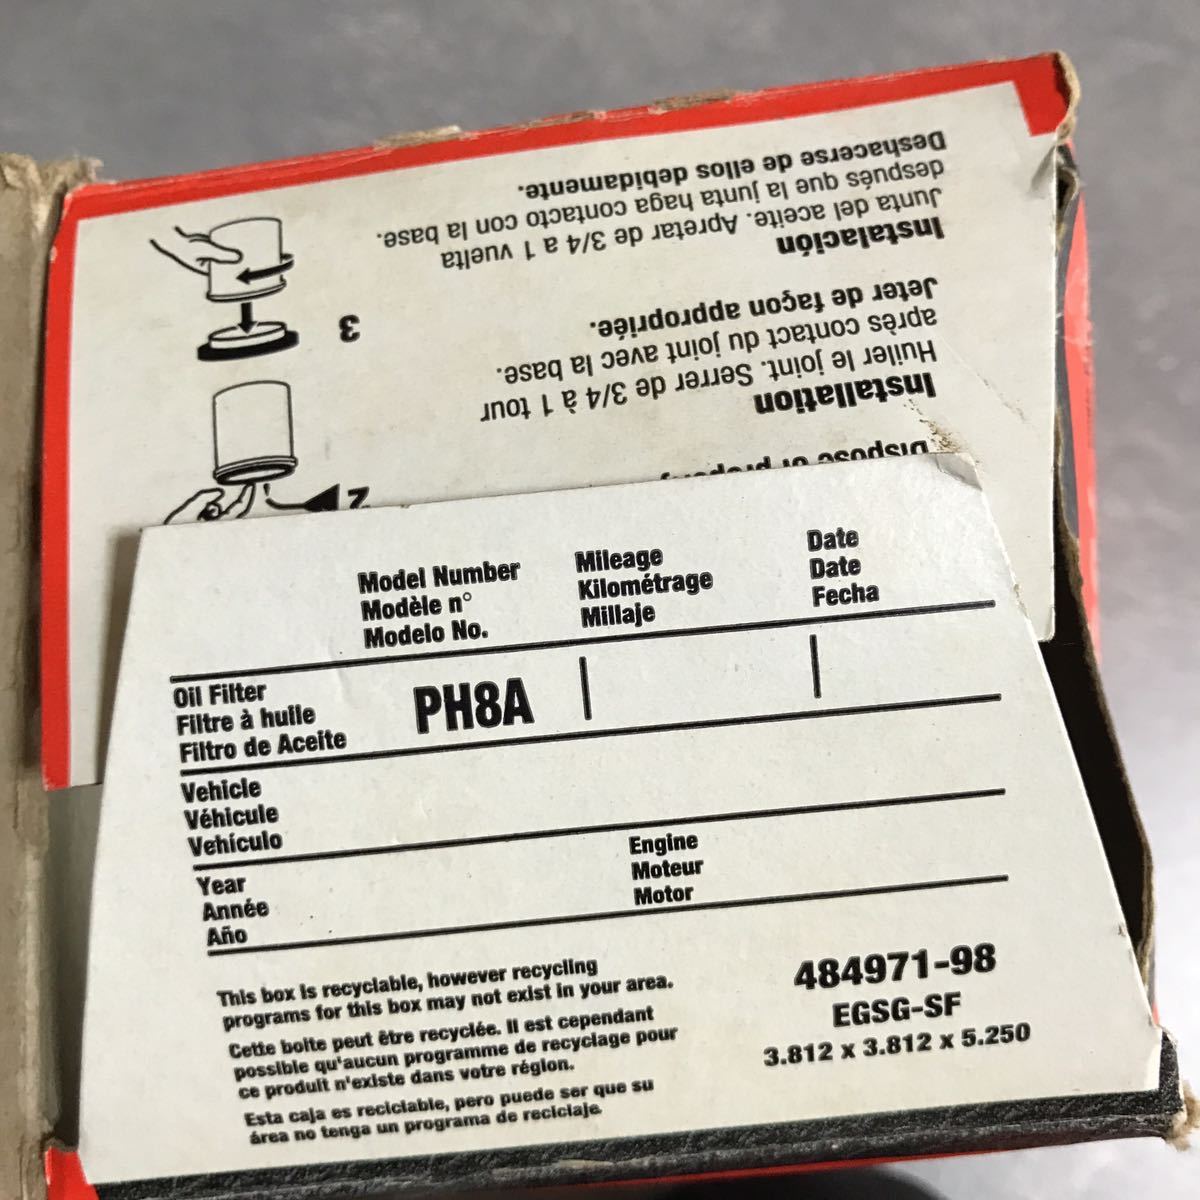 Dispose of
Installation
Huiler le joint. Serrer de 3/4 à 1 tour
après contact du joint avec la base.
Jeter de façon appropriée.
Instalación
Junta del aceite. Apretar de 3/4 a 1 vuelta
después que la junta haga contacto con la base.
Deshacerse de ellos debidamente.
2
3
Model Number
Modèle n°
Modelo No.
Mileage
Kilométrage
Millaje
Date
Date
Fecha
Oil Filter
Filtre à huile
Filtro de Aceite
PH8A
Vehicle
Véhicule
Vehículo
Year
Année
Año
Engine
Moteur
Motor
This box is recyclable, however recycling
programs for this box may not exist in your area.
Cette boîte peut être recyclée. Il est cependant
possible qu'aucun programme de recyclage pour
ce produit n'existe dans votre région.
Esta caja es reciclable, pero puede ser que su
área no tenga un programa de reciclaje.
484971-98
EGSG-SF
3.812 x 3.812 x 5.250